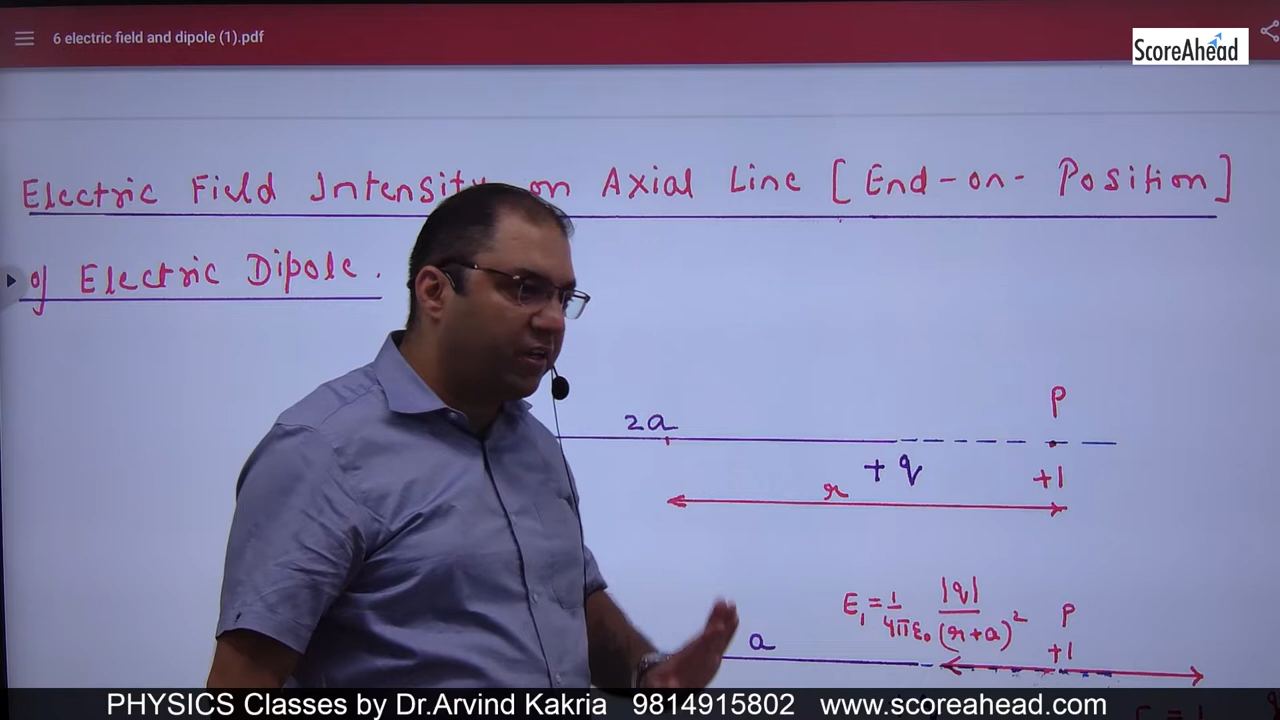 6 electric field and dipole (1).pdf
ScoreAhead
Electric Field Intensity on Axial Line [End-on-Position]
of Electric Dipole.
P
2a
+q
+1
r
E₁ = 1/4πε₀ |q|/(r+a)²
P
a
+1
PHYSICS Classes by Dr.Arvind Kakria 9814915802 www.scoreahead.com